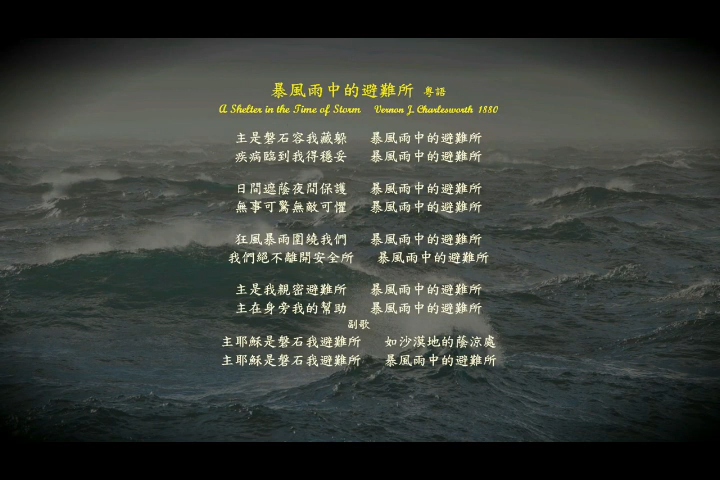 暴風雨中的避難所 粵語
A Shelter in the Time of Storm Vernon J. Charlesworth 1880
主是磐石容我藏躲 暴風雨中的避難所
疾病臨到我得穩妥 暴風雨中的避難所
日間遮蔭夜間保護 暴風雨中的避難所
無事可驚無敵可懼 暴風雨中的避難所
狂風暴雨圍繞我們 暴風雨中的避難所
我們絕不離開安全所 暴風雨中的避難所
主是我親密避難所 暴風雨中的避難所
主在身旁我的幫助 暴風雨中的避難所
副歌
主耶穌是磐石我避難所 如沙漠地的蔭涼處
主耶穌是磐石我避難所 暴風雨中的避難所